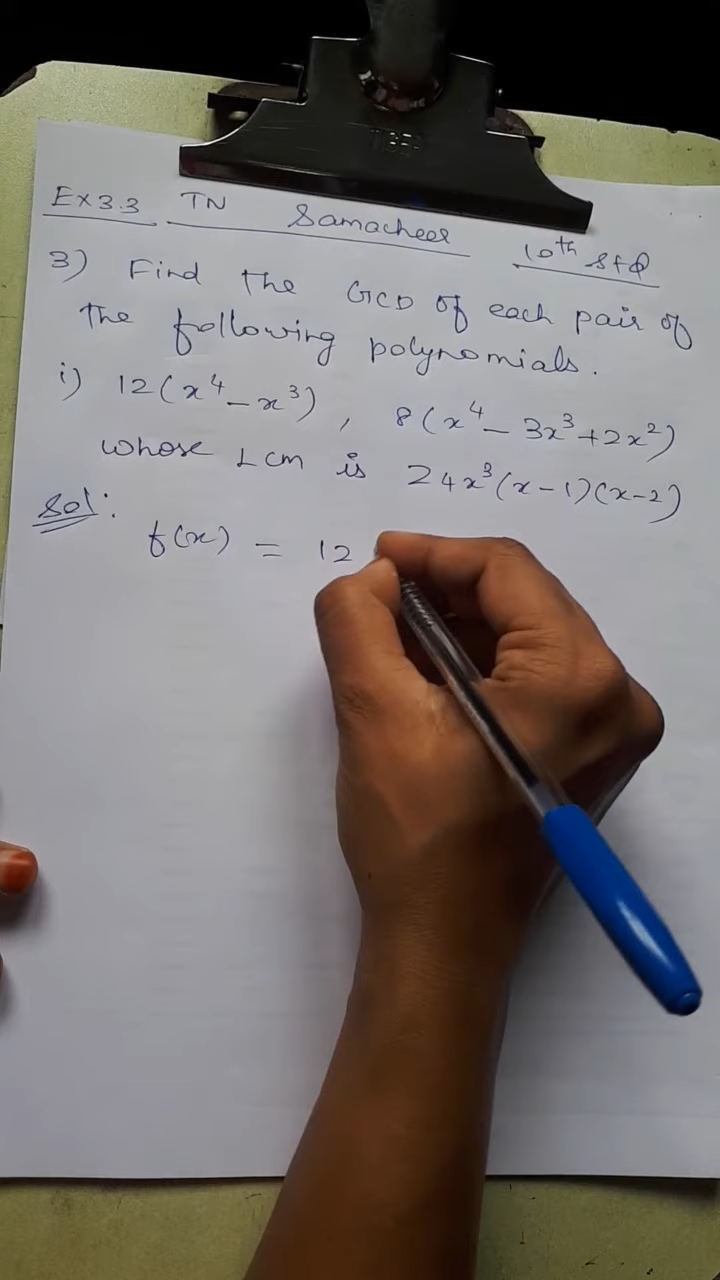 Ex 3.3 TN Samacheer 10th Std
3) Find the GCD of each pair of
the following polynomials.
i) 12(x⁴ - x³), 8(x⁴ - 3x³ + 2x²)
whose LCM is 24x³(x-1)(x-2)
Sol:
f(x) = 12